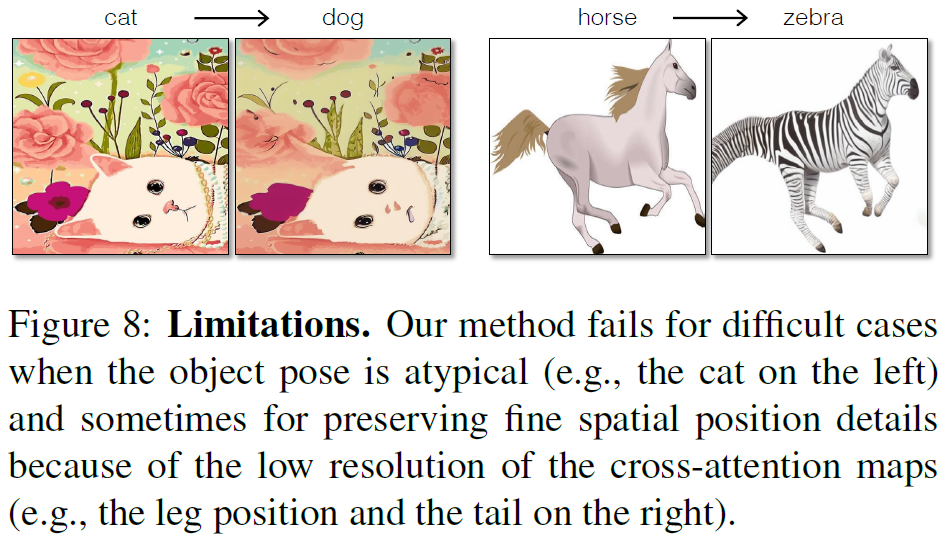 cat → dog horse → zebra
Figure 8: Limitations. Our method fails for difficult cases
when the object pose is atypical (e.g., the cat on the left)
and sometimes for preserving fine spatial position details
because of the low resolution of the cross-attention maps
(e.g., the leg position and the tail on the right).